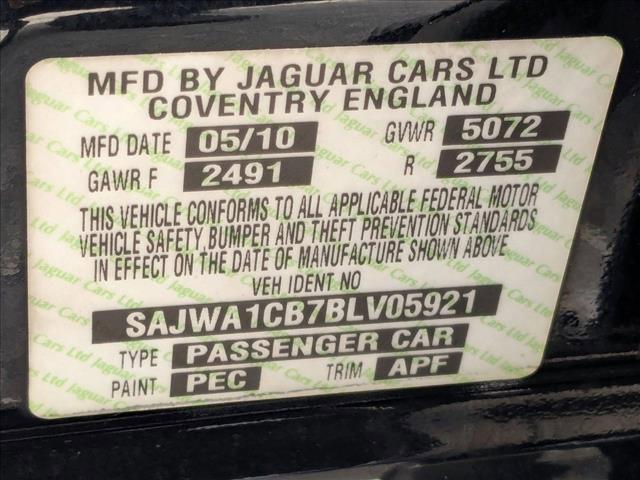 MFD BY JAGUAR CARS LTD
COVENTRY ENGLAND
MFD DATE 05/10 GVWR 5072
GAWR F 2491 R 2755
THIS VEHICLE CONFORMS TO ALL APPLICABLE FEDERAL MOTOR
VEHICLE SAFETY, BUMPER AND THEFT PREVENTION STANDARDS
IN EFFECT ON THE DATE OF MANUFACTURE SHOWN ABOVE
VEH IDENT NO
SAJWA1CB7BLV05921
TYPE PASSENGER CAR
PAINT PEC TRIM APF